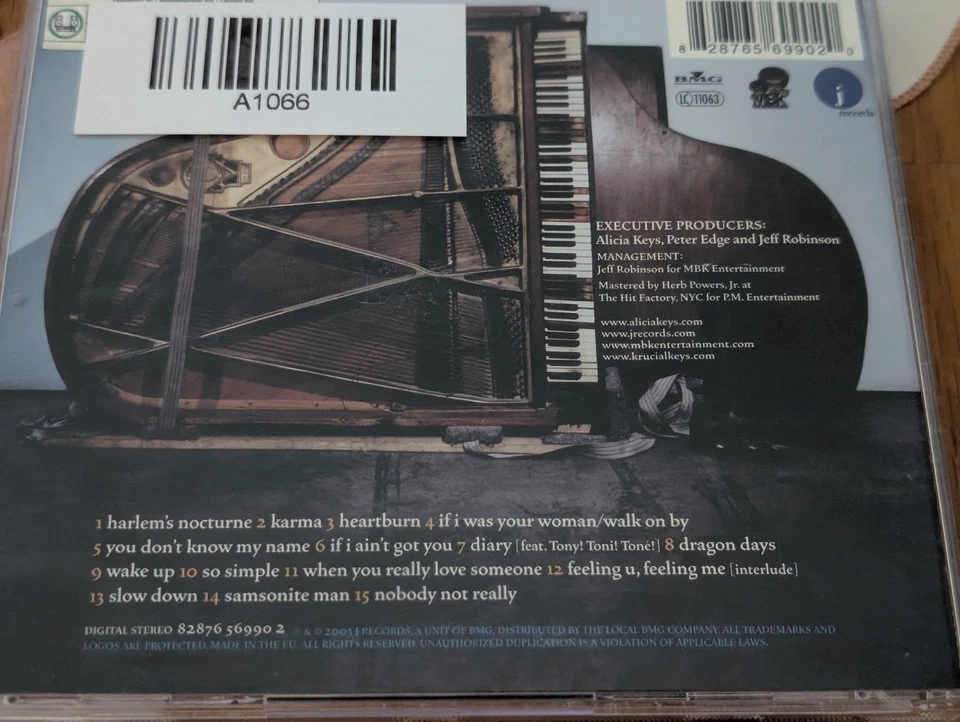 A1066
8 28765 69902 0
BMG
LC 11063
MBK
j
records
EXECUTIVE PRODUCERS:
Alicia Keys, Peter Edge and Jeff Robinson
MANAGEMENT:
Jeff Robinson for MBK Entertainment
Mastered by Herb Powers, Jr. at
The Hit Factory, NYC for P.M. Entertainment
www.aliciakeys.com
www.jrecords.com
www.mbkentertainment.com
www.krucialkeys.com
1 harlem's nocturne 2 karma 3 heartburn 4 if i was your woman/walk on by
5 you don't know my name 6 if i ain't got you 7 diary [feat. Tony! Toni! Toné!] 8 dragon days
9 wake up 10 so simple 11 when you really love someone 12 feeling u, feeling me [interlude]
13 slow down 14 samsonite man 15 nobody not really
DIGITAL STEREO 82876 56990 2 ℗ & © 2003 J RECORDS, A UNIT OF BMG. DISTRIBUTED BY THE LOCAL BMG COMPANY. ALL TRADEMARKS AND
LOGOS ARE PROTECTED. MADE IN THE E.U. ALL RIGHTS RESERVED. UNAUTHORIZED DUPLICATION IS A VIOLATION OF APPLICABLE LAWS.